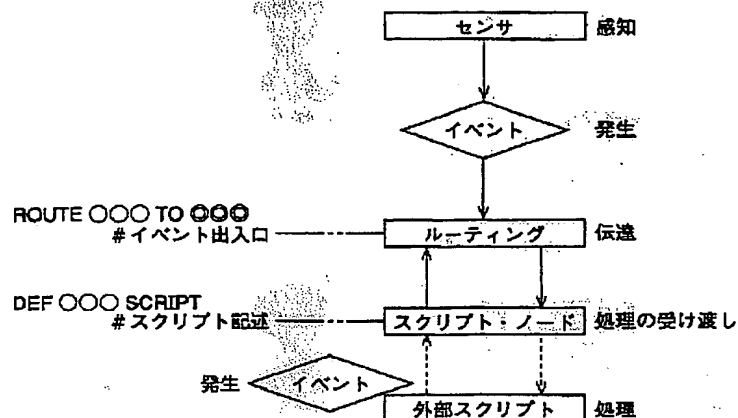 センサ 感知
イベント 発生
ROUTE ○○○ TO ◎◎◎
#イベント出入口 ルーティング 伝達
DEF ○○○ SCRIPT
#スクリプト記述 スクリプト・ノード 処理の受け渡し
発生 イベント
外部スクリプト 処理